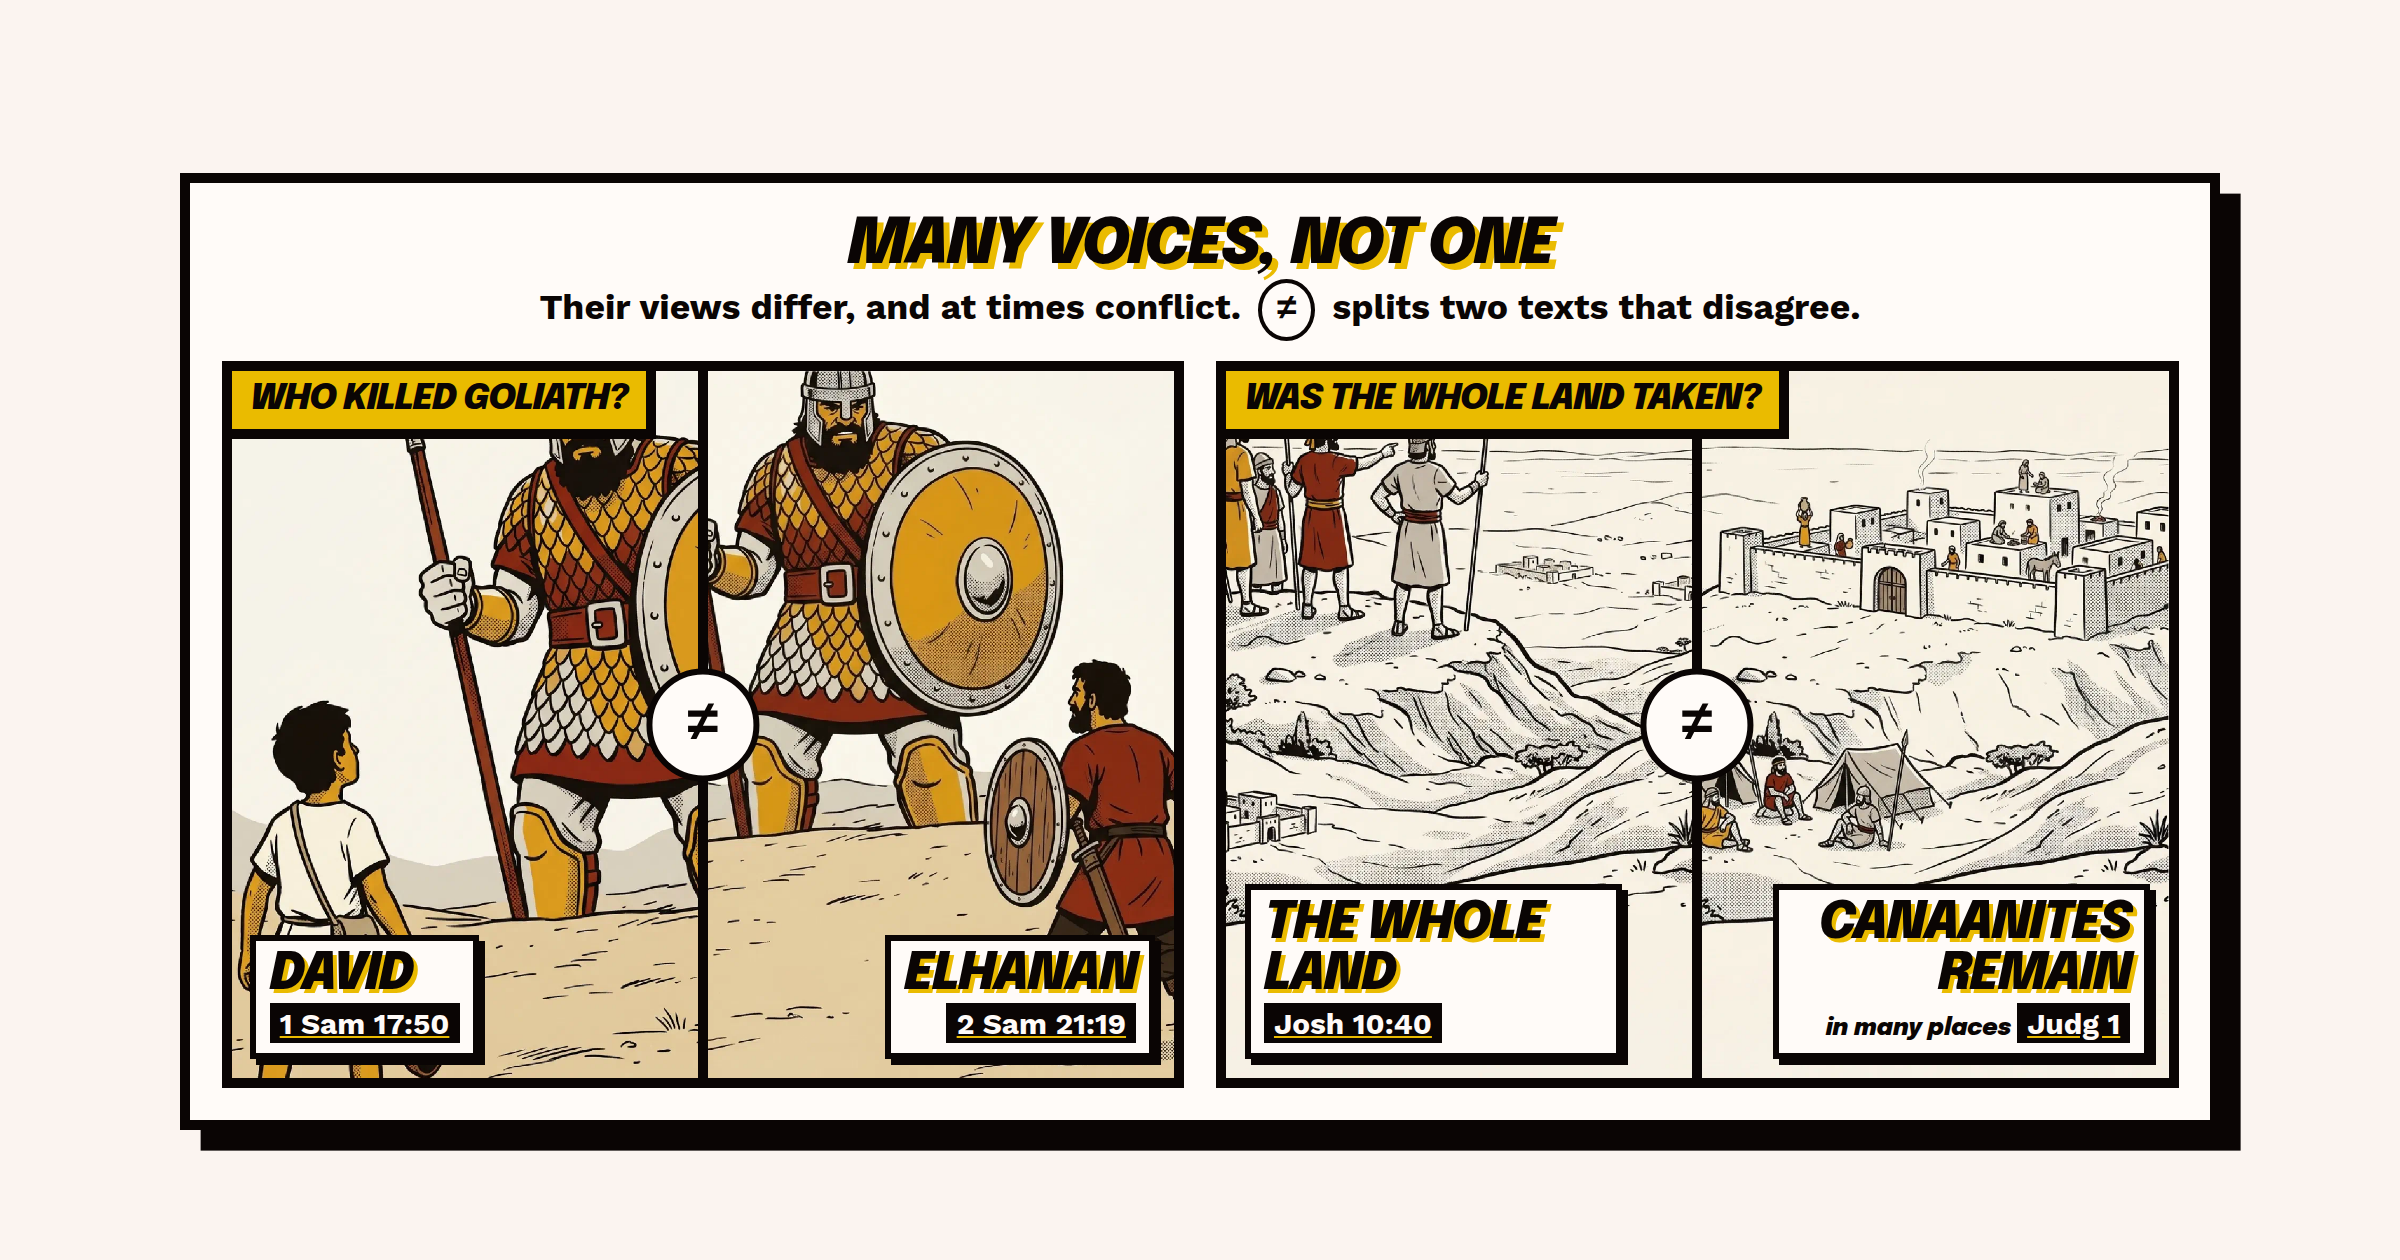 MANY VOICES, NOT ONE
Their views differ, and at times conflict. ≠ splits two texts that disagree.
WHO KILLED GOLIATH?
≠
DAVID
1 Sam 17:50
ELHANAN
2 Sam 21:19
WAS THE WHOLE LAND TAKEN?
≠
THE WHOLE
LAND
Josh 10:40
CANAANITES
REMAIN
in many places Judg 1